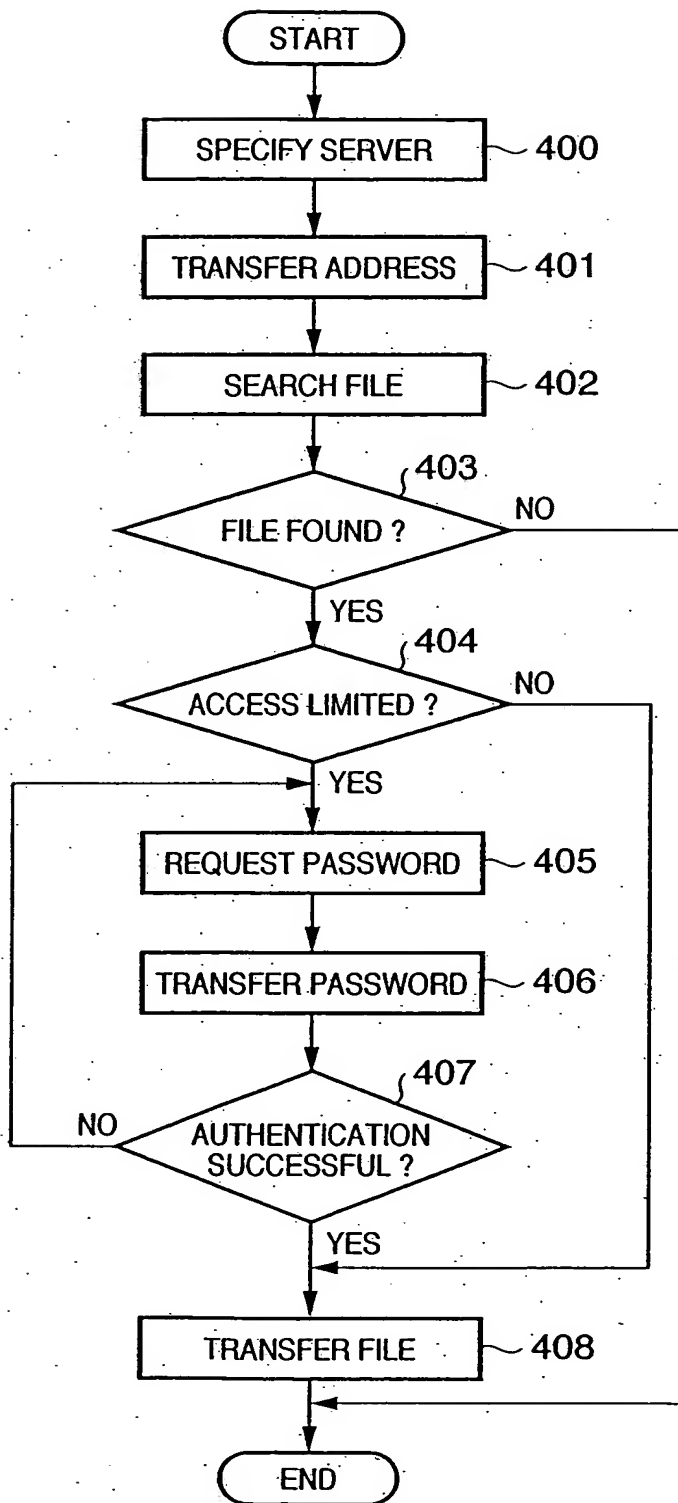 START
SPECIFY SERVER
400
TRANSFER ADDRESS
401
SEARCH FILE
402
403
FILE FOUND ?
NO
YES
404
ACCESS LIMITED ?
NO
YES
REQUEST PASSWORD
405
TRANSFER PASSWORD
406
407
NO
AUTHENTICATION
SUCCESSFUL ?
YES
TRANSFER FILE
408
END